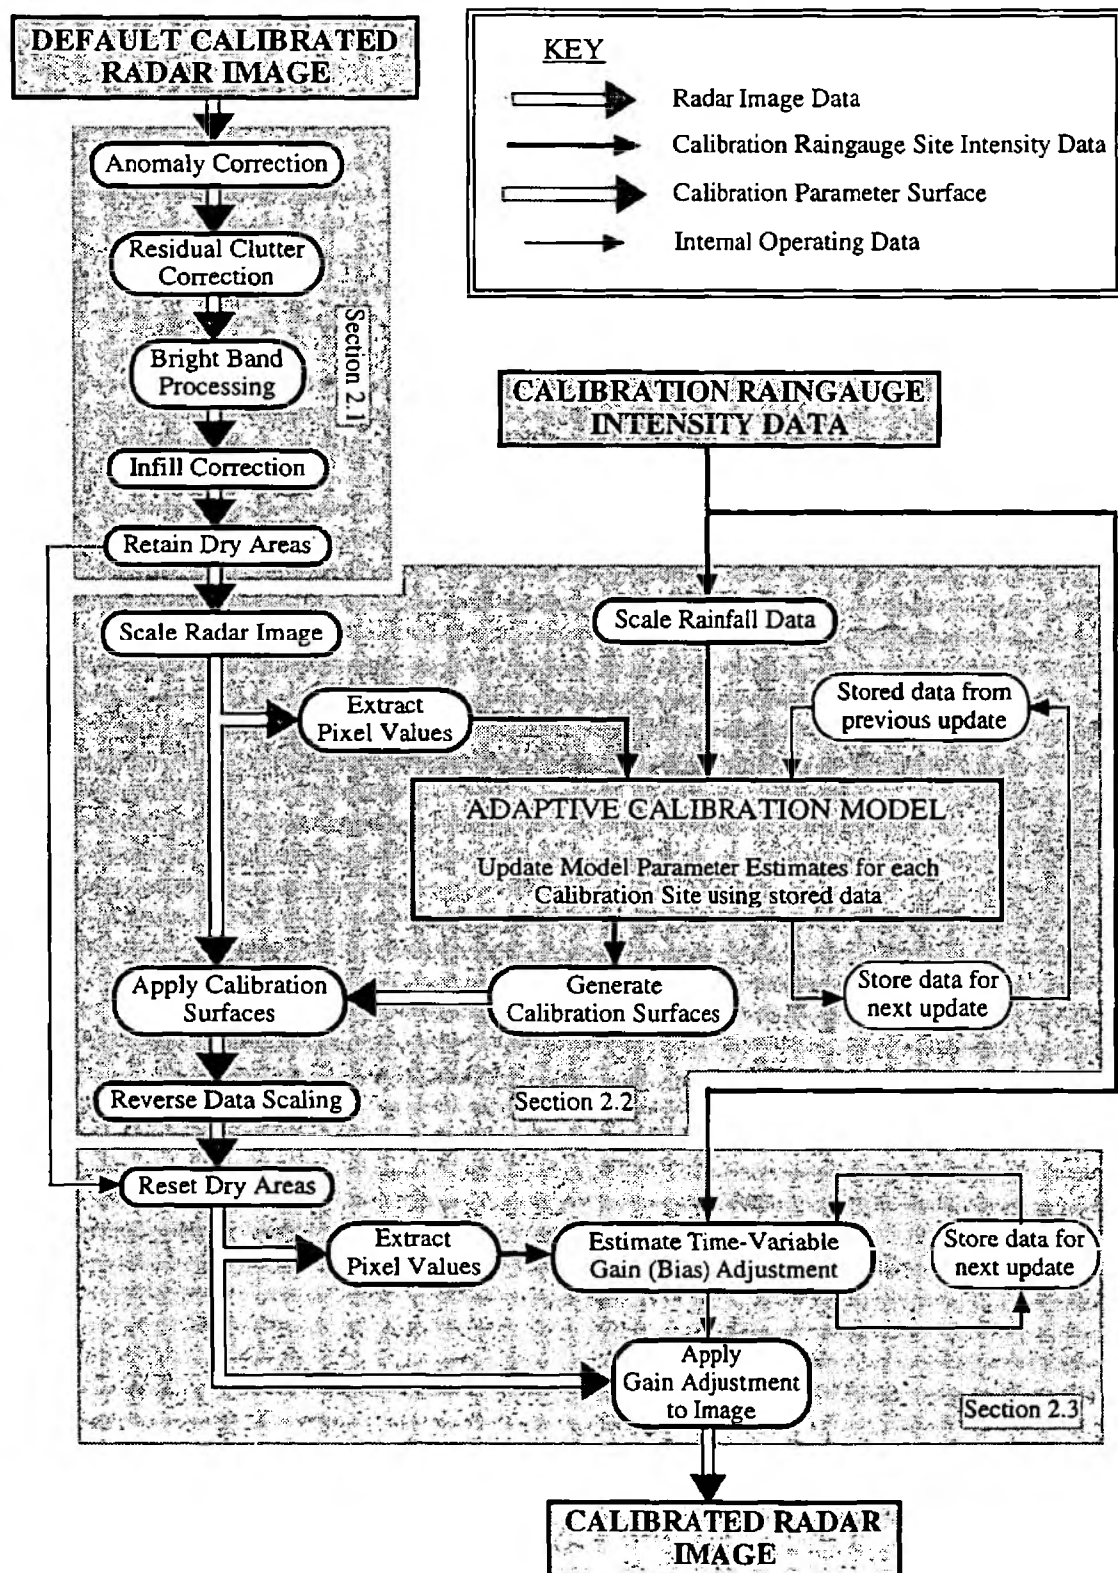 DEFAULT CALIBRATED
RADAR IMAGE
KEY
Radar Image Data
Calibration Raingauge Site Intensity Data
Calibration Parameter Surface
Internal Operating Data
Anomaly Correction
Residual Clutter
Correction
Bright Band
Processing
Infill Correction
Retain Dry Areas
Section 2.1
CALIBRATION RAINGAUGE
INTENSITY DATA
Scale Radar Image
Scale Rainfall Data
Extract
Pixel Values
Stored data from
previous update
ADAPTIVE CALIBRATION MODEL
Update Model Parameter Estimates for each
Calibration Site using stored data
Apply Calibration
Surfaces
Generate
Calibration Surfaces
Store data for
next update
Reverse Data Scaling
Section 2.2
Reset Dry Areas
Extract
Pixel Values
Estimate Time-Variable
Gain (Bias) Adjustment
Store data for
next update
Apply
Gain Adjustment
to Image
Section 2.3
CALIBRATED RADAR
IMAGE